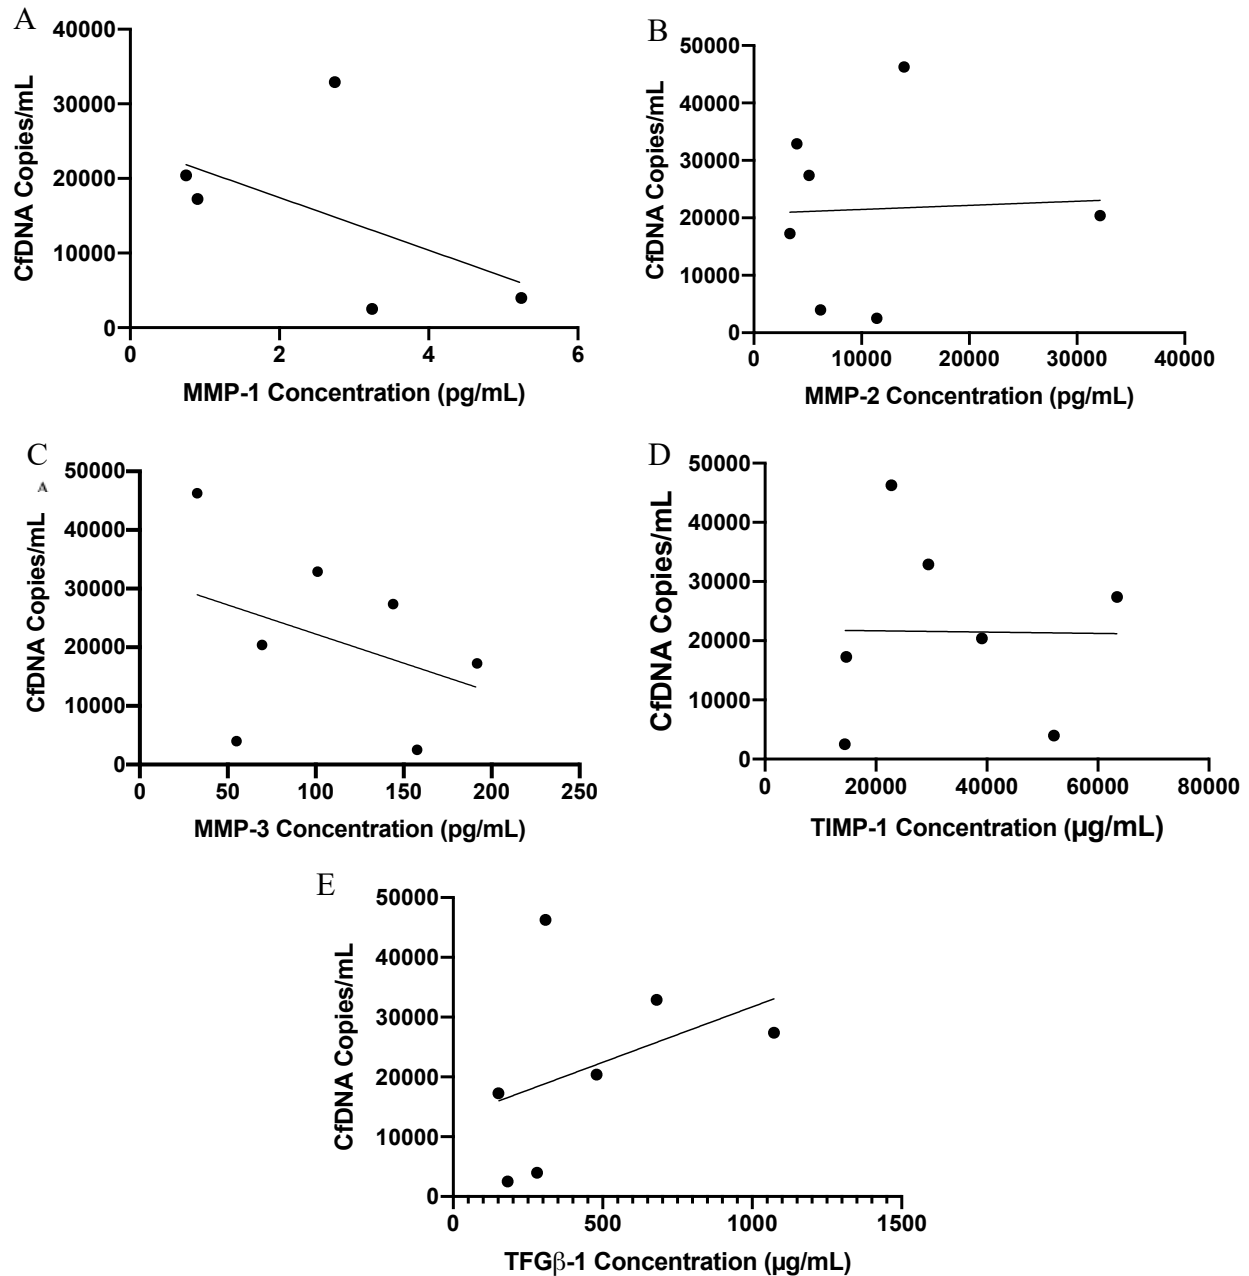 A
40000
30000
20000
10000
0
CfDNA Copies/mL
0 2 4 6
MMP-1 Concentration (pg/mL)
B
50000
40000
30000
20000
10000
0
CfDNA Copies/mL
0 10000 20000 30000 40000
MMP-2 Concentration (pg/mL)
C
A
50000
40000
30000
20000
10000
0
CfDNA Copies/mL
0 50 100 150 200 250
MMP-3 Concentration (pg/mL)
D
50000
40000
30000
20000
10000
0
CfDNA Copies/mL
0 20000 40000 60000 80000
TIMP-1 Concentration (µg/mL)
E
50000
40000
30000
20000
10000
0
CfDNA Copies/mL
0 500 1000 1500
TFGβ-1 Concentration (µg/mL)